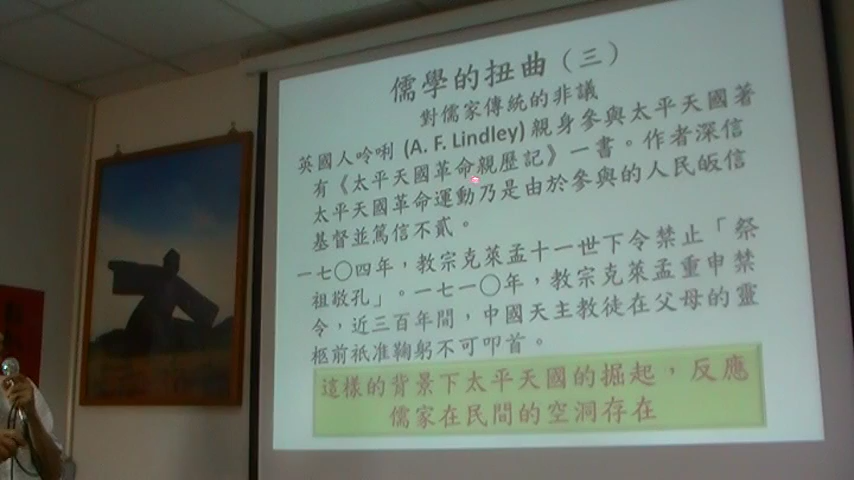 儒學的扭曲（三）
對儒家傳統的非議
英國人呤唎 (A. F. Lindley) 親身參與太平天國著
有《太平天國革命親歷記》一書。作者深信
太平天國革命運動乃是由於參與的人民皈信
基督並篤信不貳。
一七〇四年，教宗克萊孟十一世下令禁止「祭
祖敬孔」。一七一〇年，教宗克萊孟重申禁
令，近三百年間，中國天主教徒在父母的靈
柩前祇准鞠躬不可叩首。
這樣的背景下太平天國的掘起，反應
儒家在民間的空洞存在